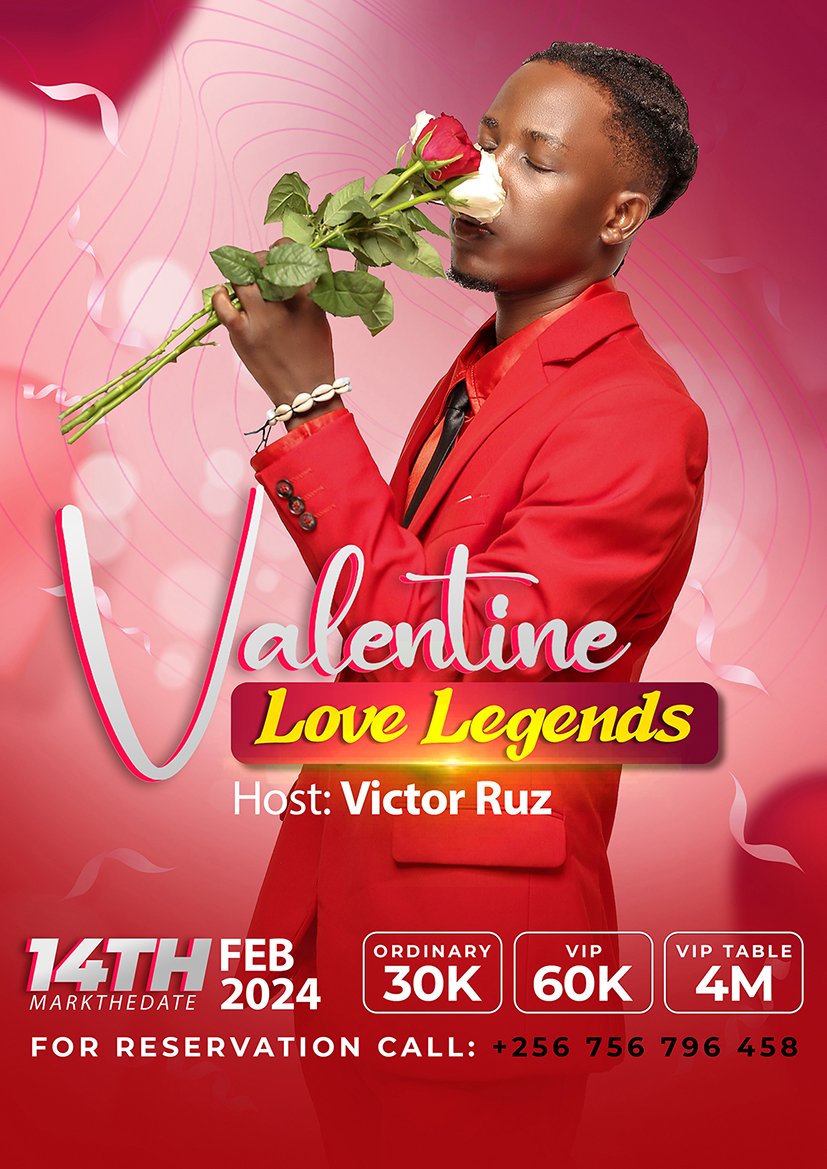 Valentine
Love Legends
Host: Victor Ruz
14TH
MARKTHEDATE
FEB
2024
ORDINARY
30K
VIP
60K
VIP TABLE
4M
FOR RESERVATION CALL: +256 756 796 458